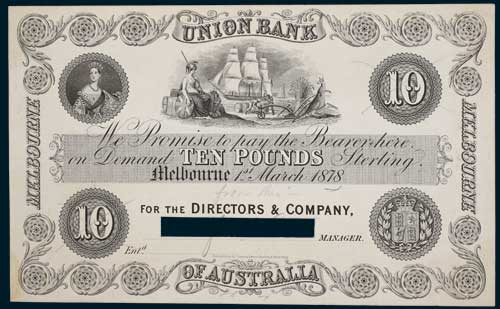 UNION BANK
10
MELBOURNE
MELBOURNE
We Promise to pay the Bearer here
on Demand TEN POUNDS Sterling
Melbourne 1st March 1878
FOR THE DIRECTORS & COMPANY,
10
MANAGER.
Entd.
OF AUSTRALIA